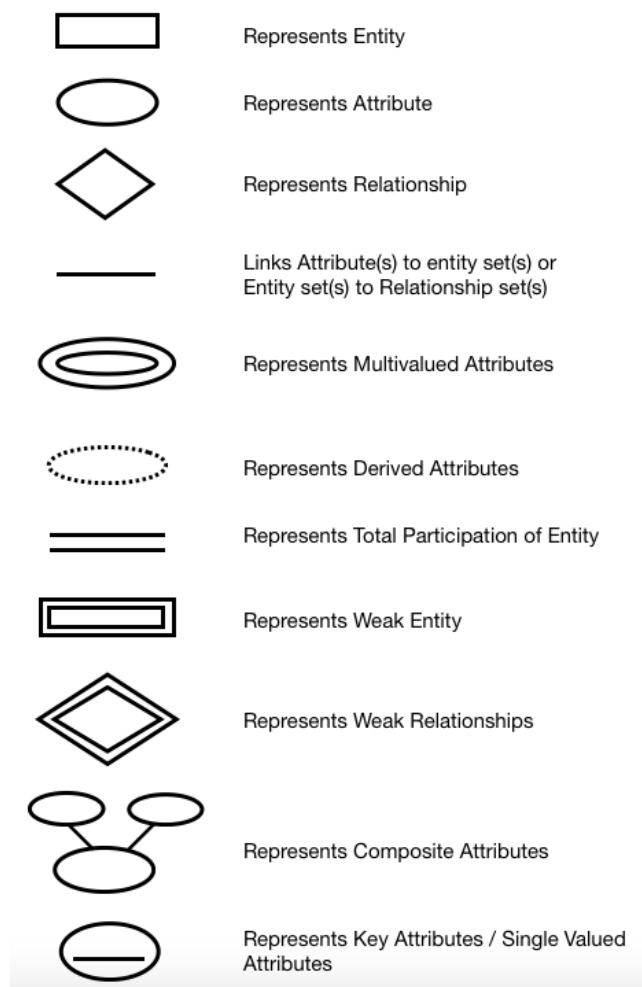 Represents Entity
Represents Attribute
Represents Relationship
Links Attribute(s) to entity set(s) or
Entity set(s) to Relationship set(s)
Represents Multivalued Attributes
Represents Derived Attributes
Represents Total Participation of Entity
Represents Weak Entity
Represents Weak Relationships
Represents Composite Attributes
Represents Key Attributes / Single Valued
Attributes